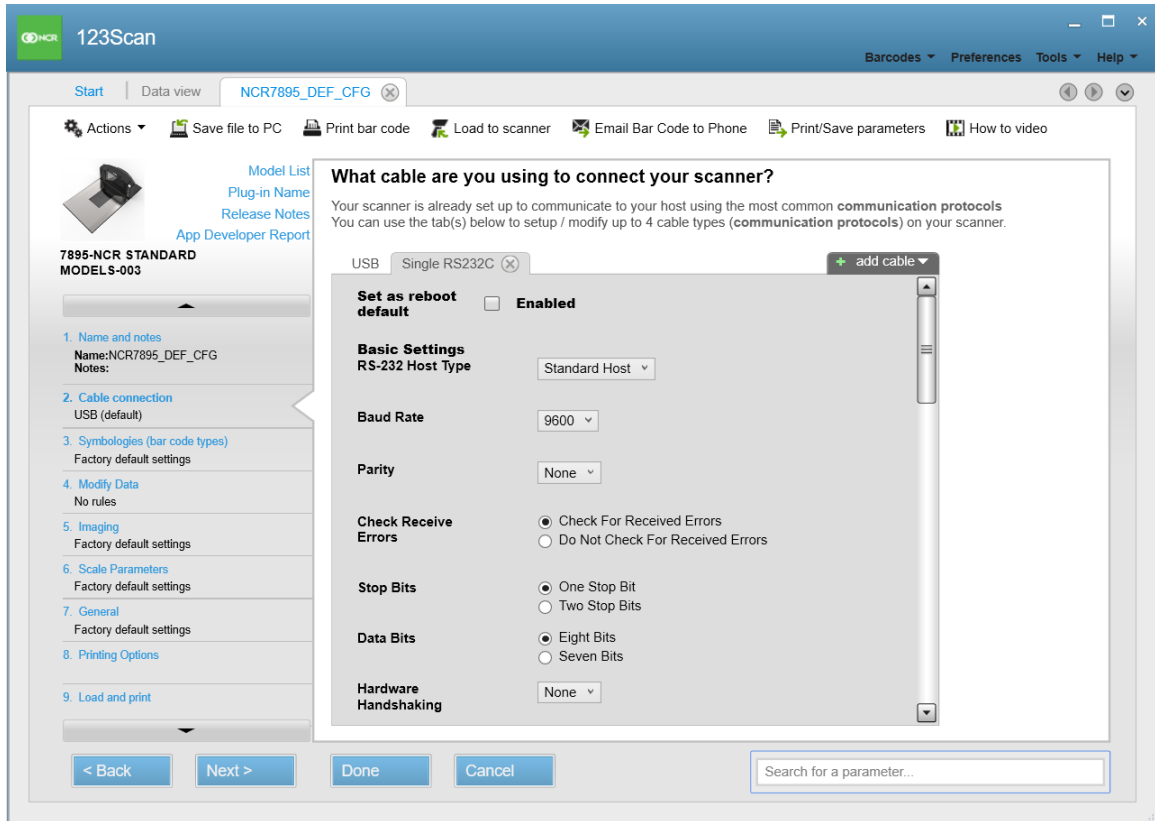 NCR 123Scan
Barcodes Preferences Tools Help
Start Data view NCR7895_DEF_CFG
Actions Save file to PC Print bar code Load to scanner Email Bar Code to Phone Print/Save parameters How to video
Model List
Plug-in Name
Release Notes
App Developer Report
7895-NCR STANDARD
MODELS-003
1. Name and notes
Name:NCR7895_DEF_CFG
Notes:
2. Cable connection
USB (default)
3. Symbologies (bar code types)
Factory default settings
4. Modify Data
No rules
5. Imaging
Factory default settings
6. Scale Parameters
Factory default settings
7. General
Factory default settings
8. Printing Options
9. Load and print
What cable are you using to connect your scanner?
Your scanner is already set up to communicate to your host using the most common communication protocols
You can use the tab(s) below to setup / modify up to 4 cable types (communication protocols) on your scanner.
USB Single RS232C + add cable
Set as reboot
default
Enabled
Basic Settings
RS-232 Host Type Standard Host
Baud Rate 9600
Parity None
Check Receive
Errors
Check For Received Errors
Do Not Check For Received Errors
Stop Bits One Stop Bit
Two Stop Bits
Data Bits Eight Bits
Seven Bits
Hardware
Handshaking
None
< Back Next > Done Cancel Search for a parameter...